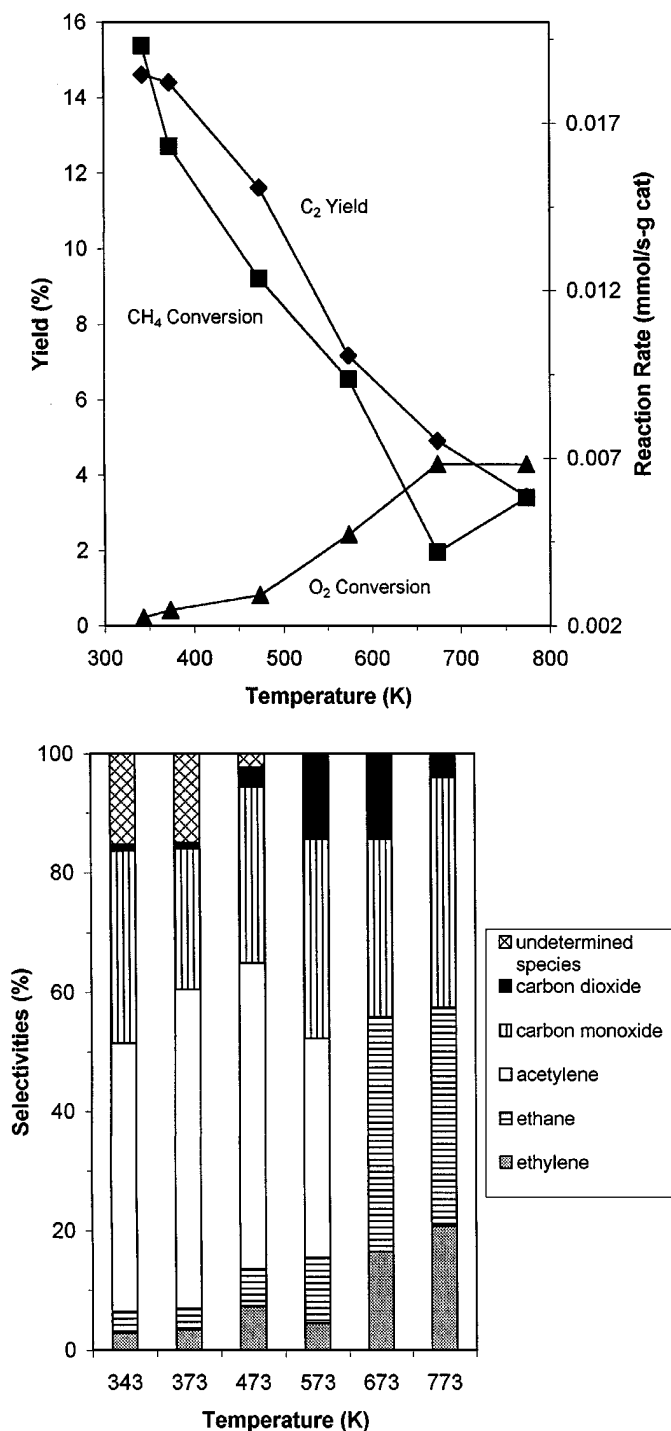 16
14
12
10
8
6
4
2
0
Yield (%)
C2 Yield
CH4 Conversion
O2 Conversion
0.017
0.012
0.007
0.002
Reaction Rate (mmol/s-g cat)
300 400 500 600 700 800
Temperature (K)
100
80
60
40
20
0
Selectivities (%)
undetermined
species
carbon dioxide
carbon monoxide
acetylene
ethane
ethylene
343 373 473 573 673 773
Temperature (K)